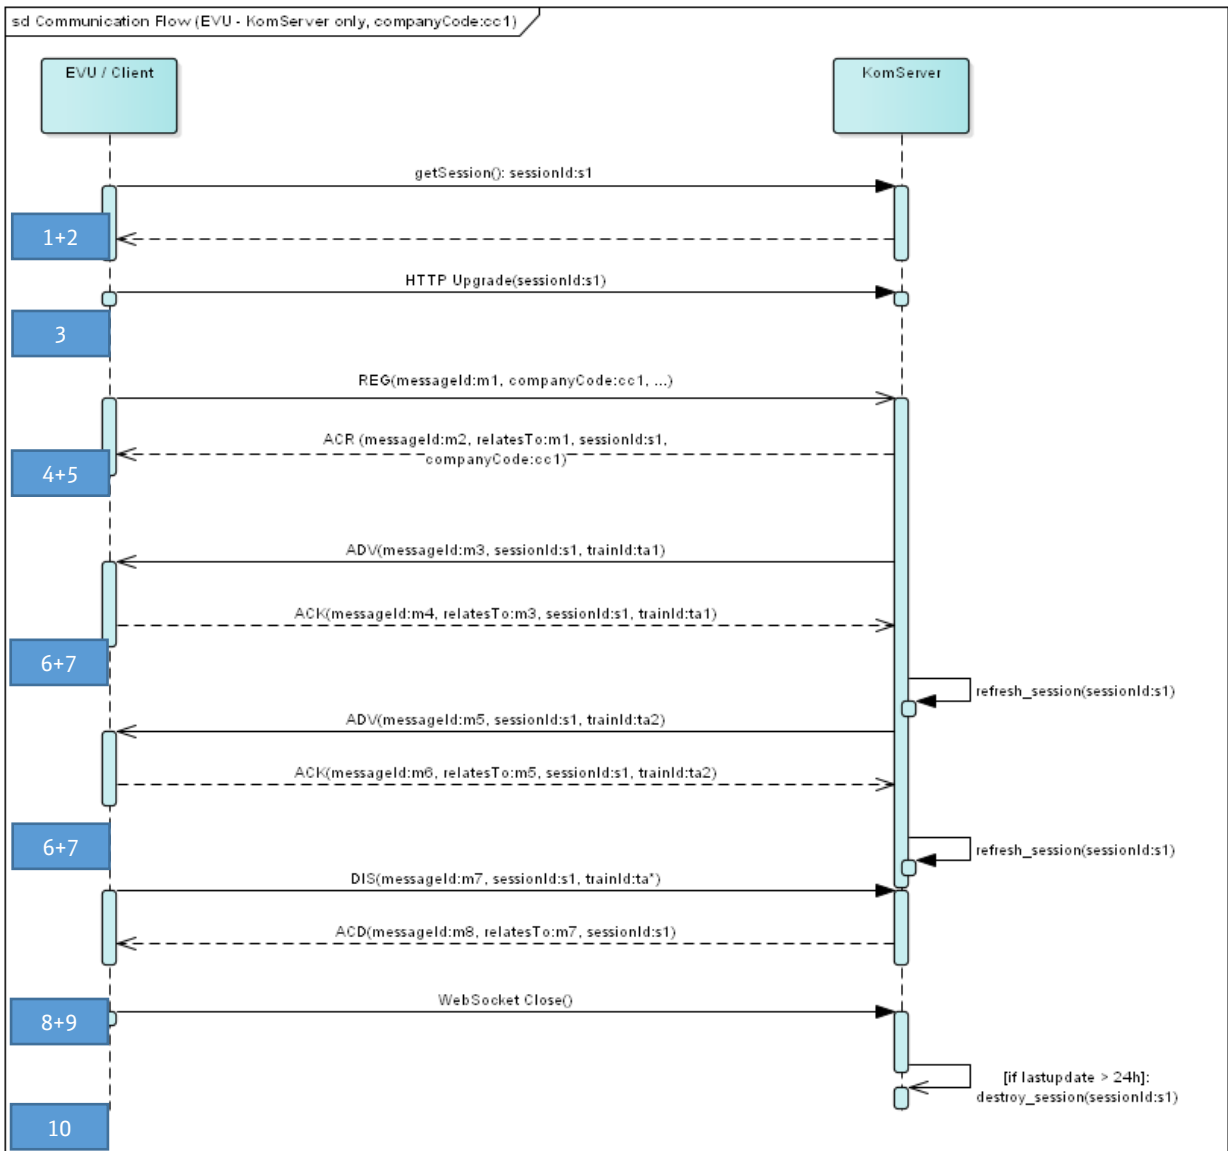 sd Communication Flow (EVU - KomServer only, companyCode:cc1)
EVU / Client
KomServer
getSession(): sessionId:s1
1+2
HTTP Upgrade(sessionId:s1)
3
REG(messageId:m1, companyCode:cc1, ...)
ACR (messageId:m2, relatesTo:m1, sessionId:s1,
companyCode:cc1)
4+5
ADV(messageId:m3, sessionId:s1, trainId:ta1)
ACK(messageId:m4, relatesTo:m3, sessionId:s1, trainId:ta1)
6+7
refresh_session(sessionId:s1)
ADV(messageId:m5, sessionId:s1, trainId:ta2)
ACK(messageId:m6, relatesTo:m5, sessionId:s1, trainId:ta2)
6+7
refresh_session(sessionId:s1)
DIS(messageId:m7, sessionId:s1, trainId:ta*)
ACD(messageId:m8, relatesTo:m7, sessionId:s1)
WebSocket Close()
8+9
[if lastupdate > 24h]:
destroy_session(sessionId:s1)
10